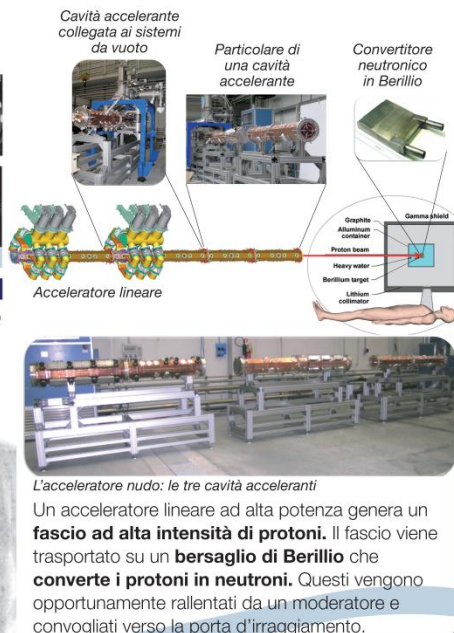 Cavità accelerante
collegata ai sistemi
da vuoto
Particolare di
una cavità
accelerante
Convertitore
neutronico
in Berillio
Graphite
Gamma shield
Alluminum
container
Proton beam
Heavy water
Berillium target
Lithium
collimator
Acceleratore lineare
L'acceleratore nudo: le tre cavità acceleranti
Un acceleratore lineare ad alta potenza genera un
fascio ad alta intensità di protoni. Il fascio viene
trasportato su un bersaglio di Berillio che
converte i protoni in neutroni. Questi vengono
opportunamente rallentati da un moderatore e
convogliati verso la porta d'irraggiamento.